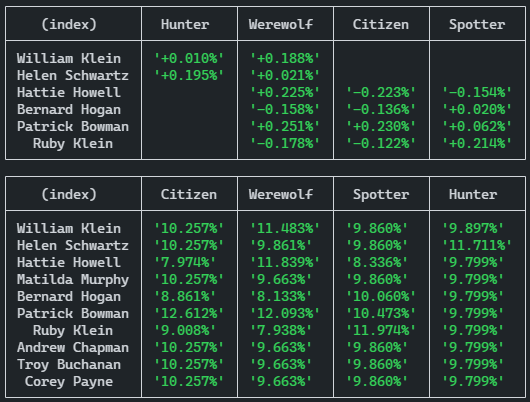 (index) Hunter Werewolf Citizen Spotter
William Klein '+0.010%' '+0.188%'
Helen Schwartz '+0.195%' '+0.021%'
Hattie Howell '+0.225%' '-0.223%' '-0.154%'
Bernard Hogan '-0.158%' '-0.136%' '+0.020%'
Patrick Bowman '+0.251%' '+0.230%' '+0.062%'
Ruby Klein '-0.178%' '-0.122%' '+0.214%'
(index) Citizen Werewolf Spotter Hunter
William Klein '10.257%' '11.483%' '9.860%' '9.897%'
Helen Schwartz '10.257%' '9.861%' '9.860%' '11.711%'
Hattie Howell '7.974%' '11.839%' '8.336%' '9.799%'
Matilda Murphy '10.257%' '9.663%' '9.860%' '9.799%'
Bernard Hogan '8.861%' '8.133%' '10.060%' '9.799%'
Patrick Bowman '12.612%' '12.093%' '10.473%' '9.799%'
Ruby Klein '9.008%' '7.938%' '11.974%' '9.799%'
Andrew Chapman '10.257%' '9.663%' '9.860%' '9.799%'
Troy Buchanan '10.257%' '9.663%' '9.860%' '9.799%'
Corey Payne '10.257%' '9.663%' '9.860%' '9.799%'